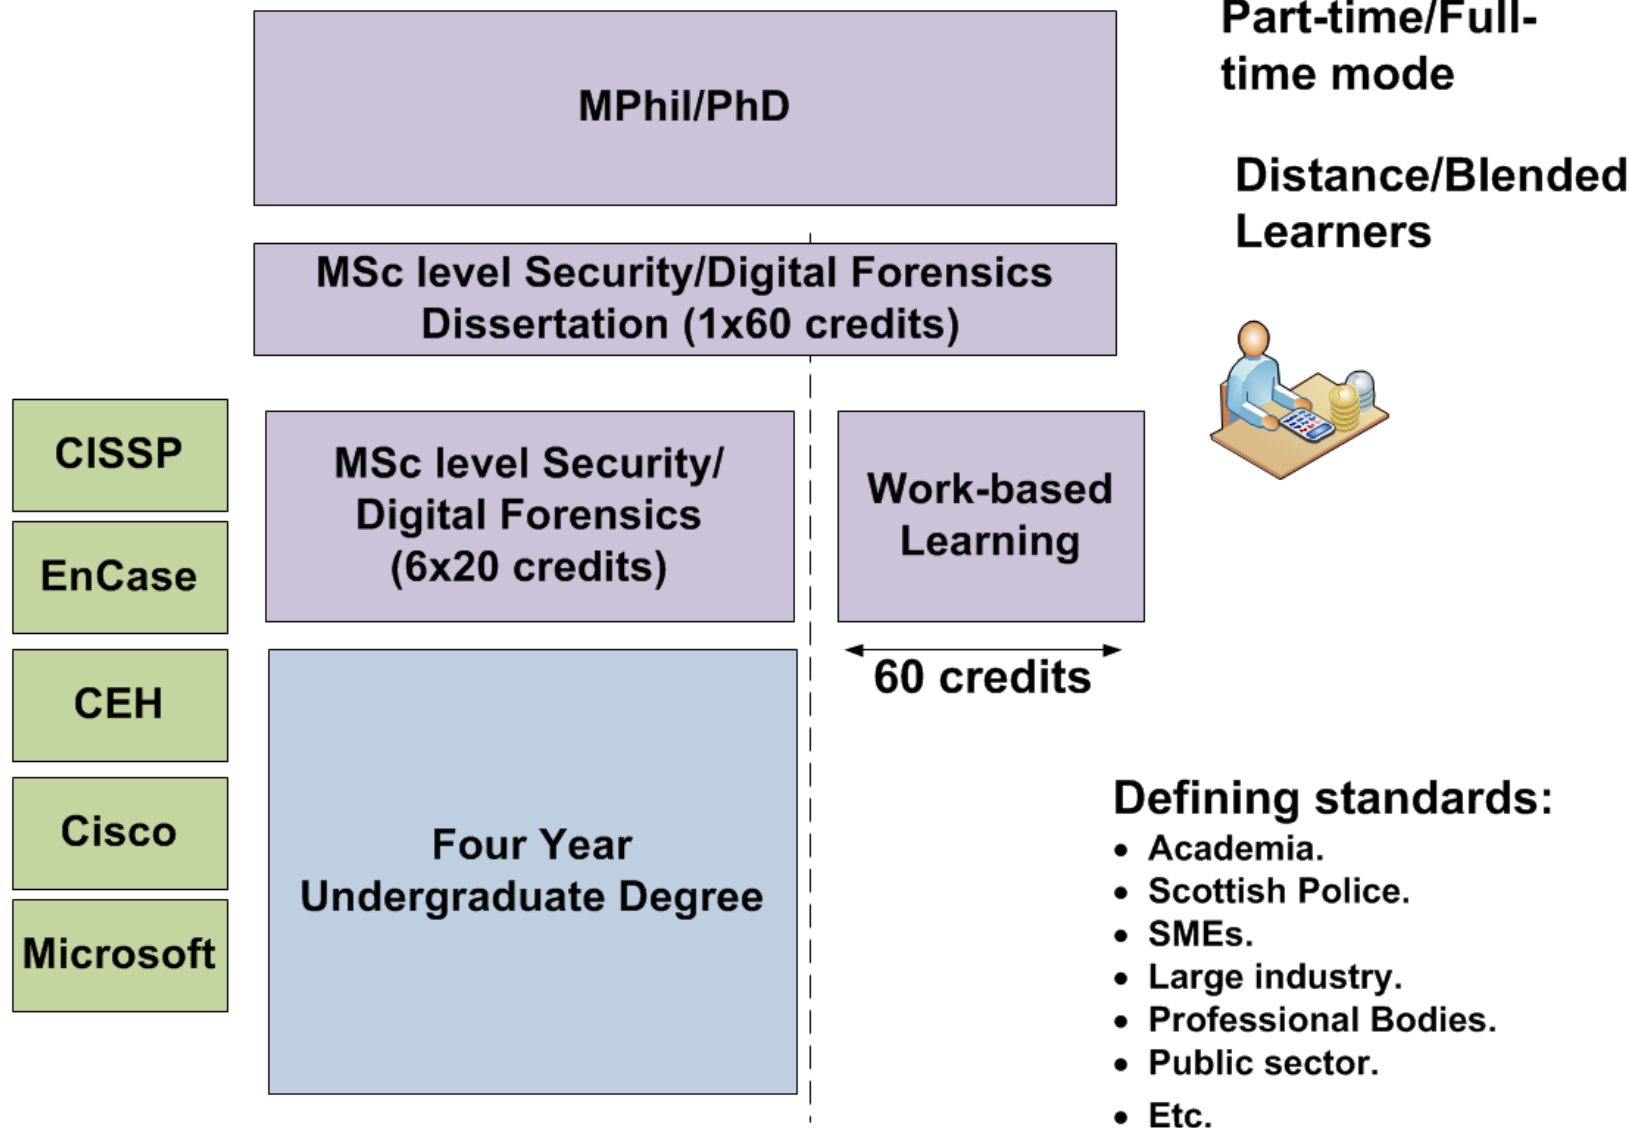 MPhil/PhD
Part-time/Full-
time mode
Distance/Blended
Learners
MSc level Security/Digital Forensics
Dissertation (1x60 credits)
CISSP
EnCase
CEH
Cisco
Microsoft
MSc level Security/
Digital Forensics
(6x20 credits)
Work-based
Learning
60 credits
Four Year
Undergraduate Degree
Defining standards:
• Academia.
• Scottish Police.
• SMEs.
• Large industry.
• Professional Bodies.
• Public sector.
• Etc.